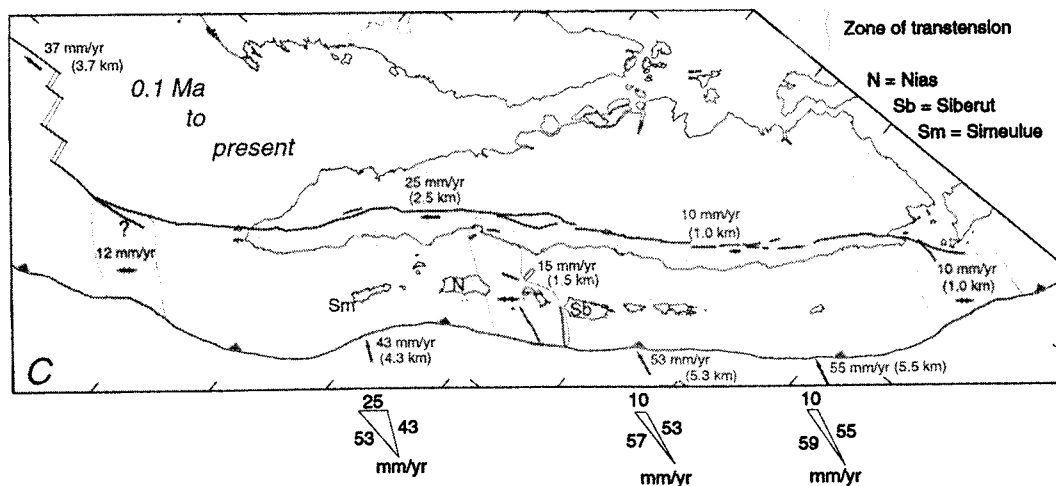 37 mm/yr
(3.7 km)
0.1 Ma
to
present
Zone of transtension
N = Nias
Sb = Siberut
Sm = Simeulue
25 mm/yr
(2.5 km)
10 mm/yr
(1.0 km)
?
12 mm/yr
15 mm/yr
(1.5 km)
10 mm/yr
(1.0 km)
Sm
N
Sb
43 mm/yr
(4.3 km)
53 mm/yr
(5.3 km)
55 mm/yr (5.5 km)
C
25
53
43
mm/yr
10
57
53
mm/yr
10
59
55
mm/yr